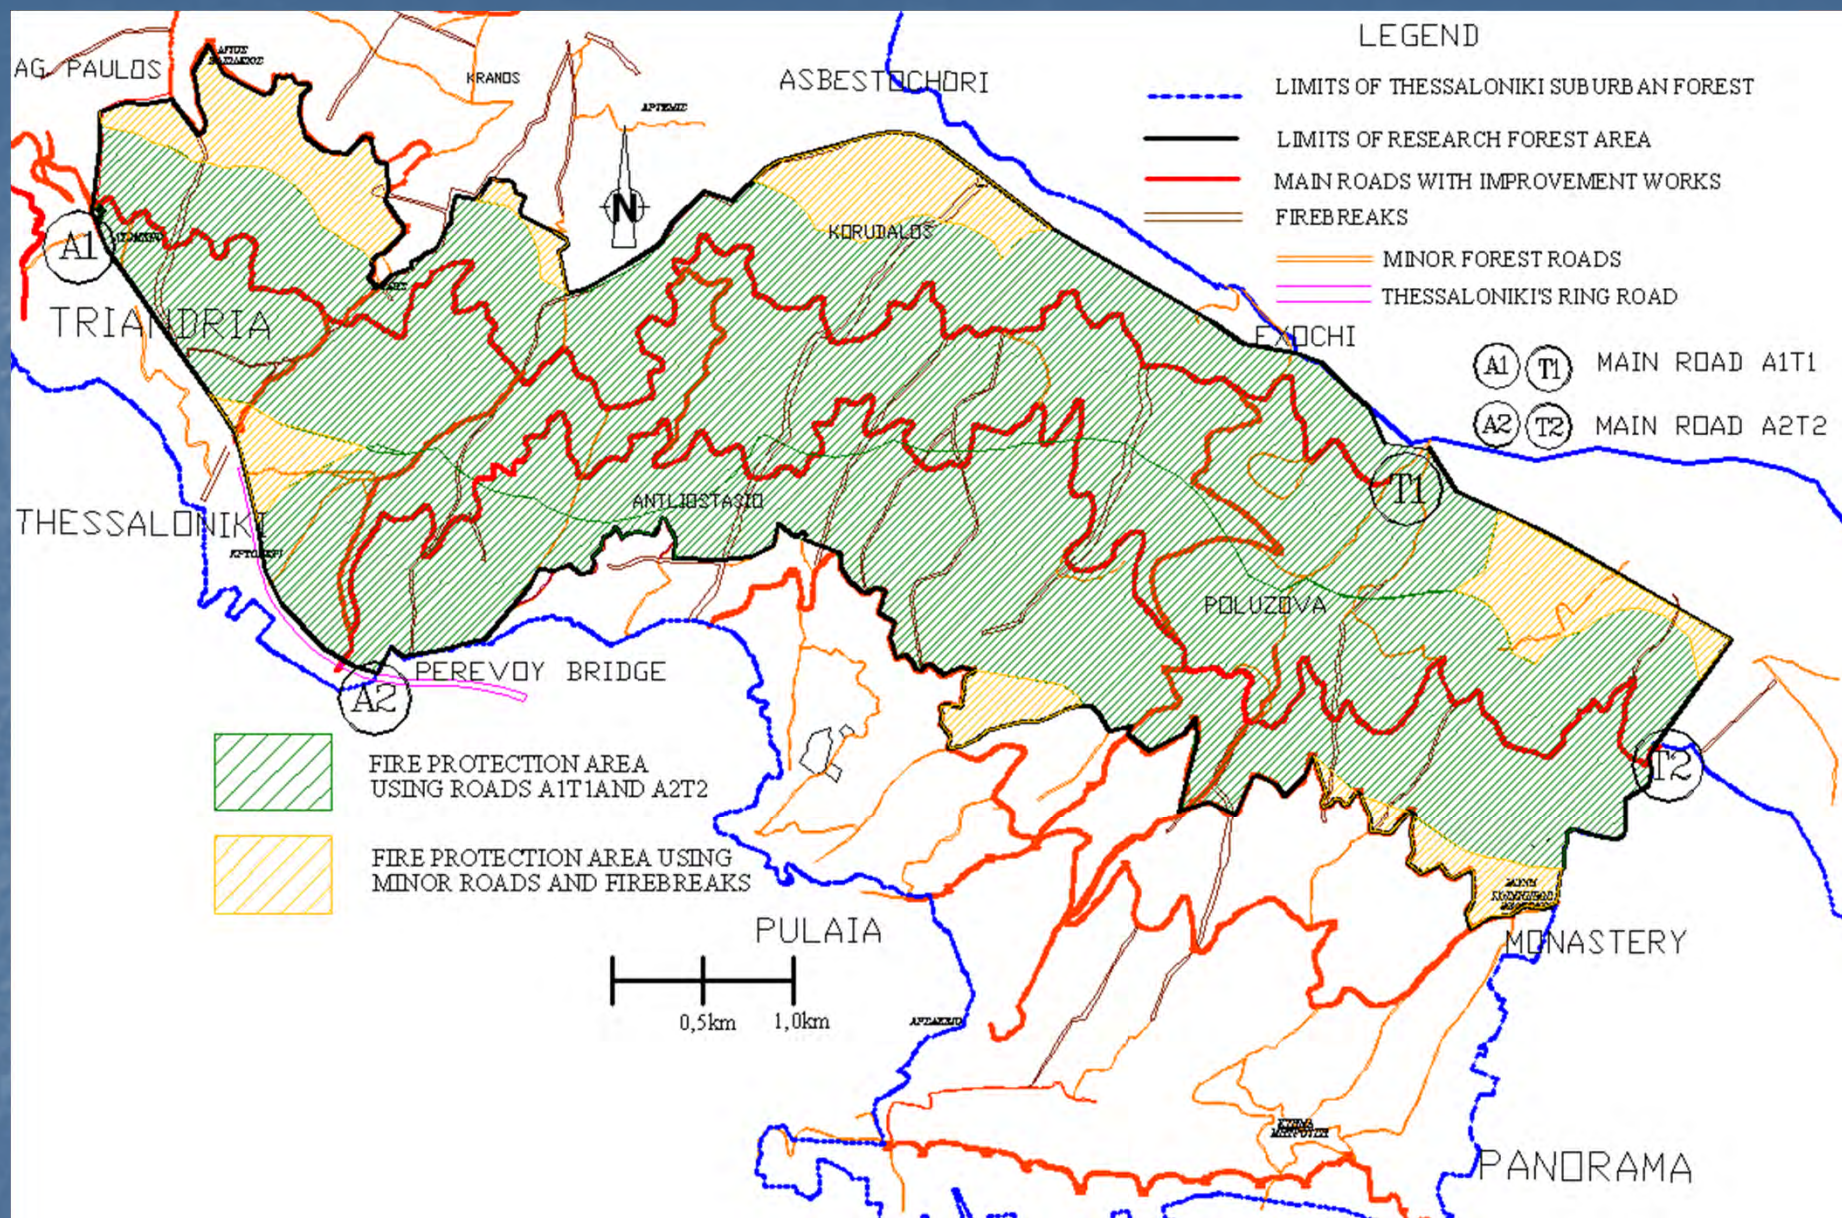 LEGEND
LIMITS OF THESSALONIKI SUBURBAN FOREST
LIMITS OF RESEARCH FOREST AREA
MAIN ROADS WITH IMPROVEMENT WORKS
FIREBREAKS
MINOR FOREST ROADS
THESSALONIKI'S RING ROAD
A1 T1 MAIN ROAD A1T1
A2 T2 MAIN ROAD A2T2
AG. PAULOS
KRANOS
ASBESTOCHORI
KORUDALOS
N
A1
TRIANDRIA
EXOCHI
T1
ANTLIOSTASIO
THESSALONIKI
POLUZOVA
PEREVOY BRIDGE
A2
T2
FIRE PROTECTION AREA
USING ROADS A1T1AND A2T2
FIRE PROTECTION AREA USING
MINOR ROADS AND FIREBREAKS
PULAIA
MONASTERY
0,5km 1,0km
PANORAMA